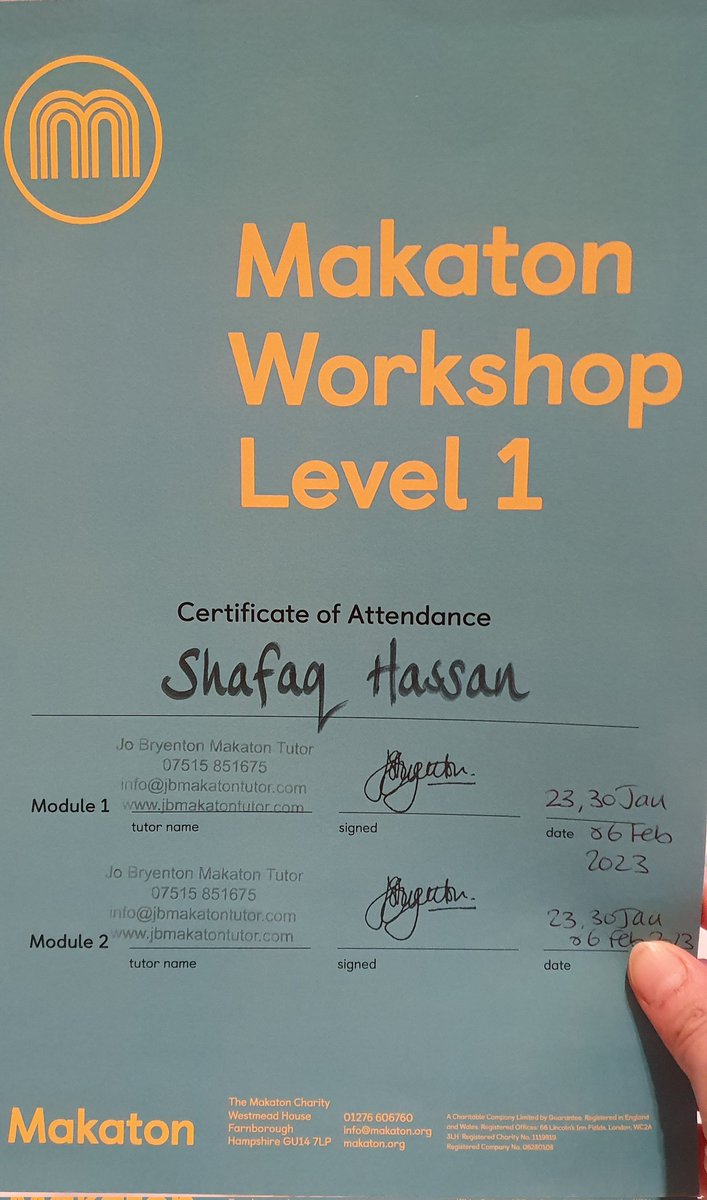 Makaton
Workshop
Level 1
Certificate of Attendance
Shafaq Hassan
Jo Bryenton Makaton Tutor
07515 851675
info@jbmakatontutor.com
Module 1 www.jbmakatontutor.com
JBryenton.
23, 30 Jan
tutor name signed date 06 Feb
2023
Jo Bryenton Makaton Tutor
07515 851675
info@jbmakatontutor.com
Module 2 www.jbmakatontutor.com
JBryenton.
23, 30 Jan
06 Feb
tutor name signed date
Makaton
The Makaton Charity
Westmead House
Farnborough
Hampshire GU14 7LP
01276 606760
info@makaton.org
makaton.org
A Charitable Company Limited by Guarantee. Registered in England
and Wales. Registered Offices: 66 Lincoln's Inn Fields, London, WC2A
3LH. Registered Charity No. 1119819.
Registered Company No. 06280108